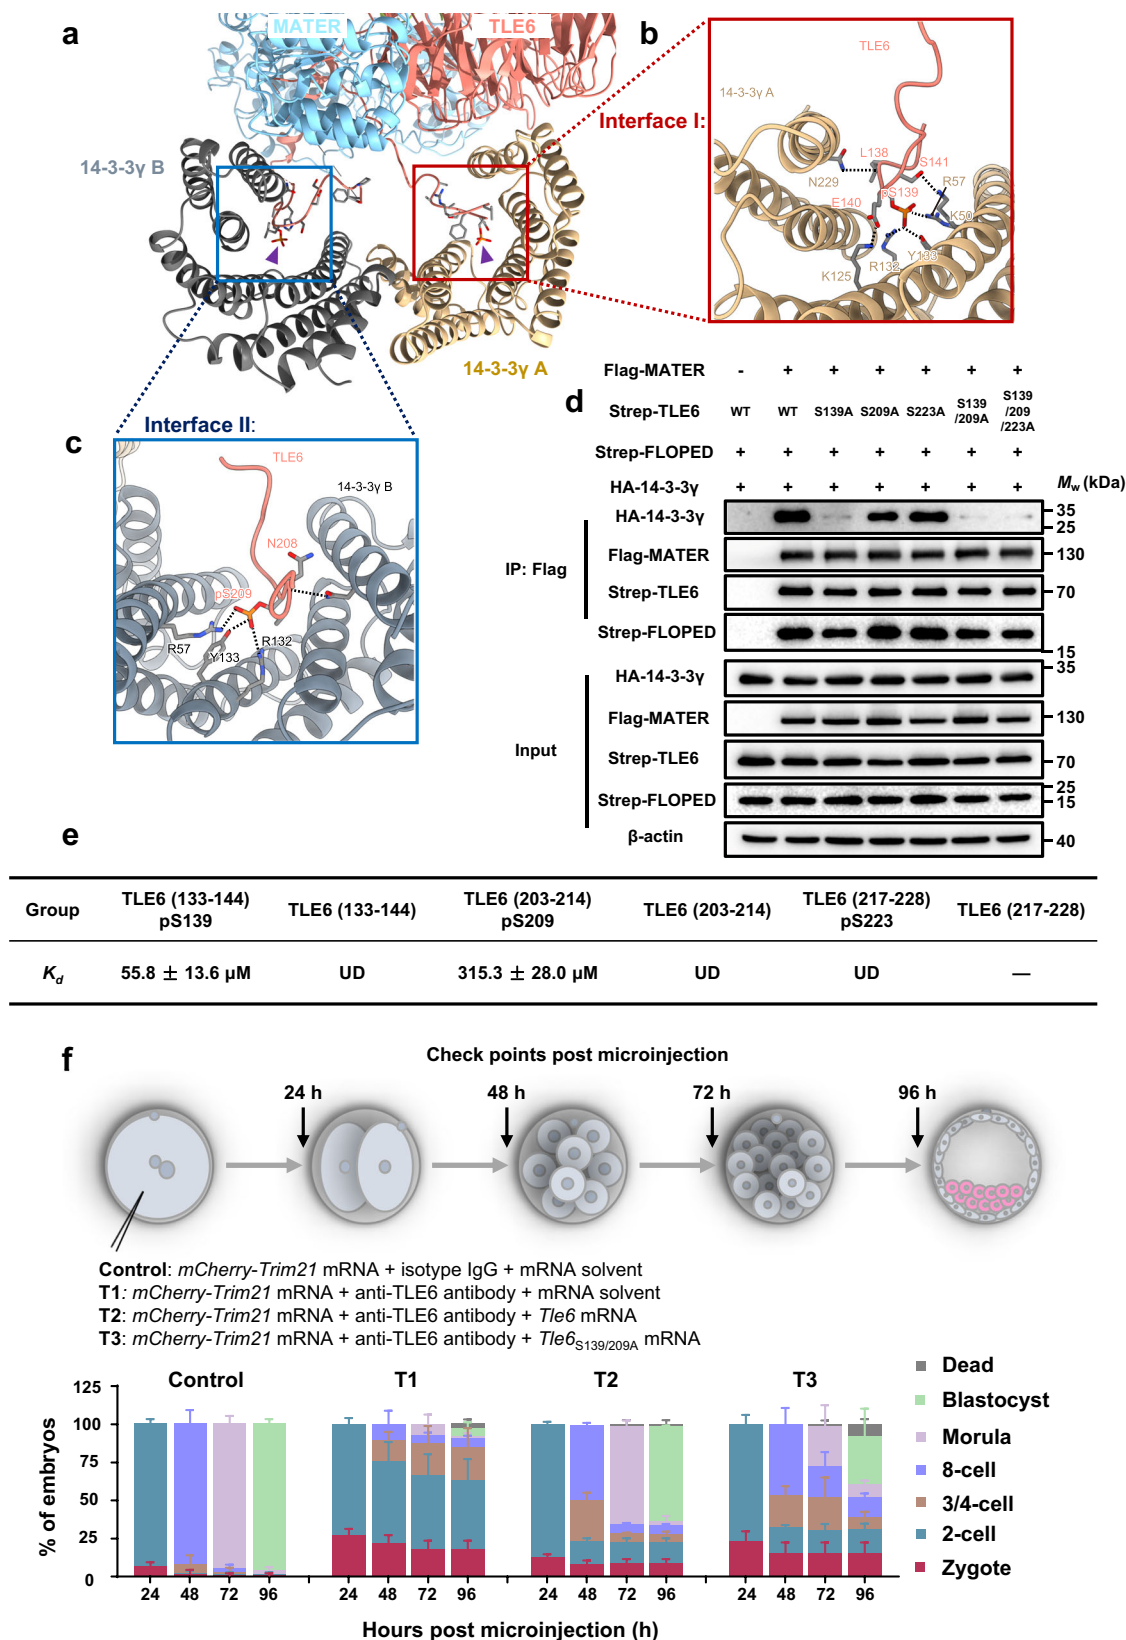 a
MATER
TLE6
14-3-3γ B
14-3-3γ A
b
Interface I:
TLE6
14-3-3γ A
L138
S141
N229
R57
pS139
E140
K50
Y133
R132
K125
Interface II:
c
TLE6
14-3-3γ B
N208
pS209
R57
Y133
R132
d
Flag-MATER - + + + + + +
Strep-TLE6 WT WT S139A S209A S223A S139/209A S139/209/223A
Strep-FLOPED + + + + + + +
HA-14-3-3γ + + + + + + +
Mw (kDa)
IP: Flag
HA-14-3-3γ 35 25
Flag-MATER 130
Strep-TLE6 70
Strep-FLOPED 15
Input
HA-14-3-3γ 35
Flag-MATER 130
Strep-TLE6 70
Strep-FLOPED 25 15
β-actin 40
e
Group TLE6 (133-144) pS139 TLE6 (133-144) TLE6 (203-214) pS209 TLE6 (203-214) TLE6 (217-228) pS223 TLE6 (217-228)
Kd 55.8 ± 13.6 μM UD 315.3 ± 28.0 μM UD UD —
f
Check points post microinjection
24 h 48 h 72 h 96 h
Control: mCherry-Trim21 mRNA + isotype IgG + mRNA solvent
T1: mCherry-Trim21 mRNA + anti-TLE6 antibody + mRNA solvent
T2: mCherry-Trim21 mRNA + anti-TLE6 antibody + Tle6 mRNA
T3: mCherry-Trim21 mRNA + anti-TLE6 antibody + Tle6S139/209A mRNA
Control T1 T2 T3
% of embryos
125
100
75
50
25
0
24 48 72 96 24 48 72 96 24 48 72 96 24 48 72 96
Hours post microinjection (h)
Dead
Blastocyst
Morula
8-cell
3/4-cell
2-cell
Zygote